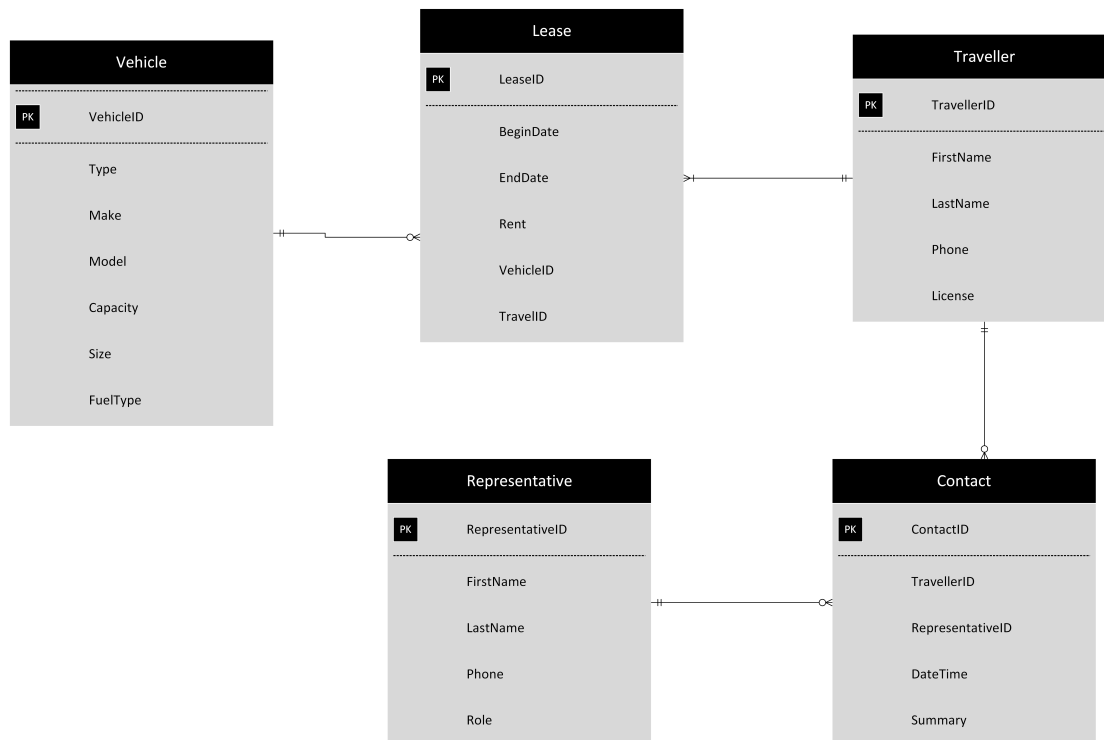 Vehicle
PK VehicleID
Type
Make
Model
Capacity
Size
FuelType
Lease
PK LeaseID
BeginDate
EndDate
Rent
VehicleID
TravelID
Traveller
PK TravellerID
FirstName
LastName
Phone
License
Representative
PK RepresentativeID
FirstName
LastName
Phone
Role
Contact
PK ContactID
TravellerID
RepresentativeID
DateTime
Summary